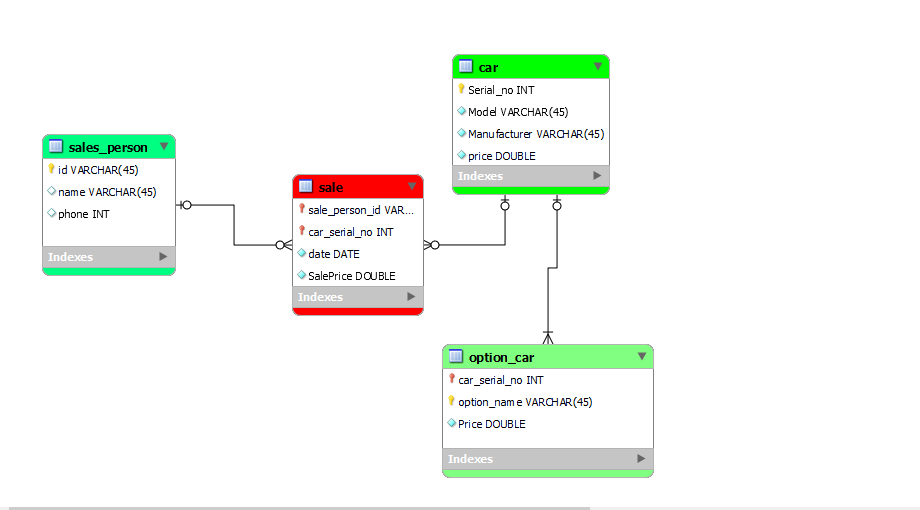 car
Serial_no INT
Model VARCHAR(45)
Manufacturer VARCHAR(45)
price DOUBLE
Indexes
sales_person
id VARCHAR(45)
name VARCHAR(45)
phone INT
Indexes
sale
sale_person_id VAR...
car_serial_no INT
date DATE
SalePrice DOUBLE
Indexes
option_car
car_serial_no INT
option_name VARCHAR(45)
Price DOUBLE
Indexes